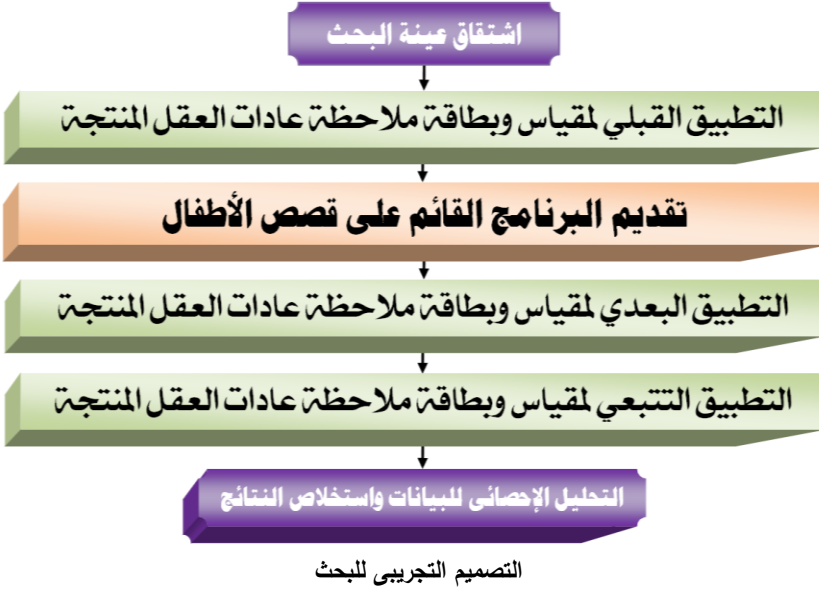 اشتقاق عينة البحث
التطبيق القبلي لمقياس وبطاقة ملاحظة عادات العقل المنتجة
تقديم البرنامج القائم على قصص الأطفال
التطبيق البعدي لمقياس وبطاقة ملاحظة عادات العقل المنتجة
التطبيق التتبعي لمقياس وبطاقة ملاحظة عادات العقل المنتجة
التحليل الإحصائى للبيانات واستخلاص النتائج
التصميم التجريبى للبحث